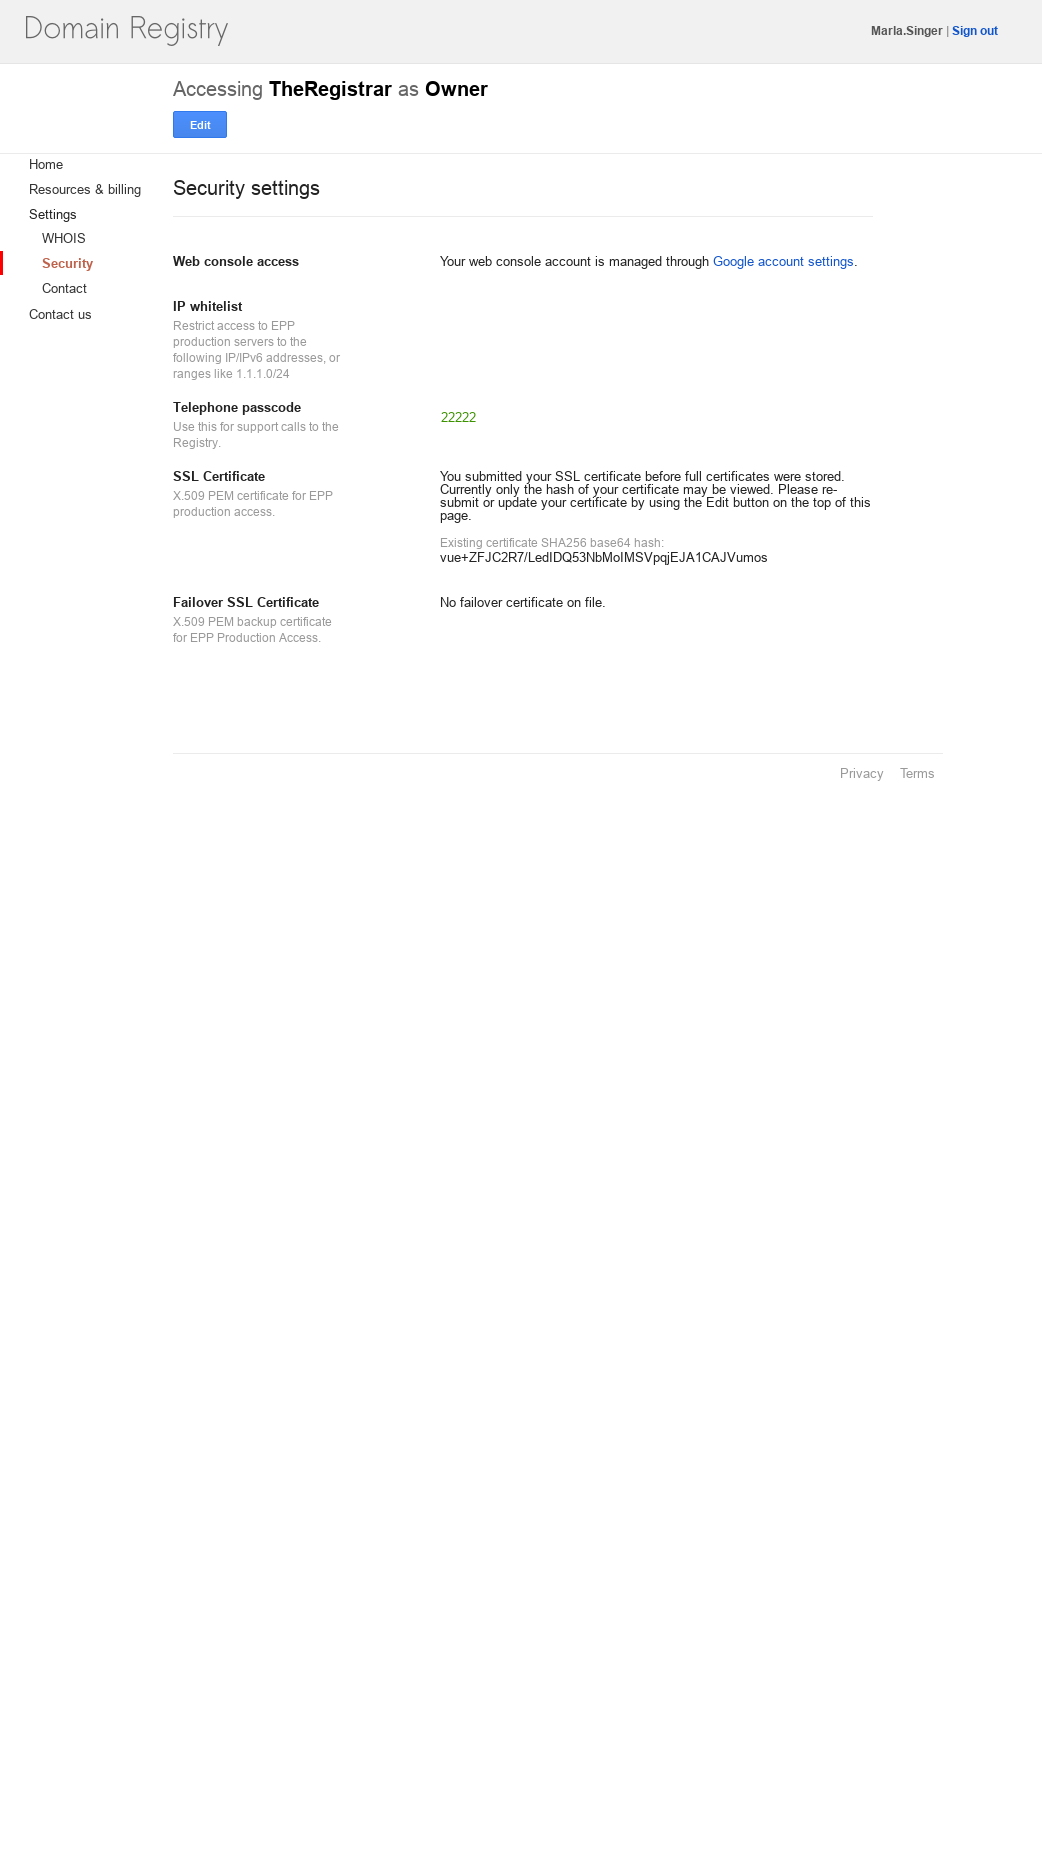 Domain Registry
Marla.Singer | Sign out
Accessing TheRegistrar as Owner
Edit
Home
Resources & billing
Settings
WHOIS
Security
Contact
Contact us
Security settings
Web console access
Your web console account is managed through Google account settings.
IP whitelist
Restrict access to EPP
production servers to the
following IP/IPv6 addresses, or
ranges like 1.1.1.0/24
Telephone passcode
Use this for support calls to the
Registry.
22222
SSL Certificate
X.509 PEM certificate for EPP
production access.
You submitted your SSL certificate before full certificates were stored.
Currently only the hash of your certificate may be viewed. Please re-
submit or update your certificate by using the Edit button on the top of this
page.
Existing certificate SHA256 base64 hash:
vue+ZFJC2R7/LedIDQ53NbMoIMSVpqjEJA1CAJVumos
Failover SSL Certificate
X.509 PEM backup certificate
for EPP Production Access.
No failover certificate on file.
Privacy Terms